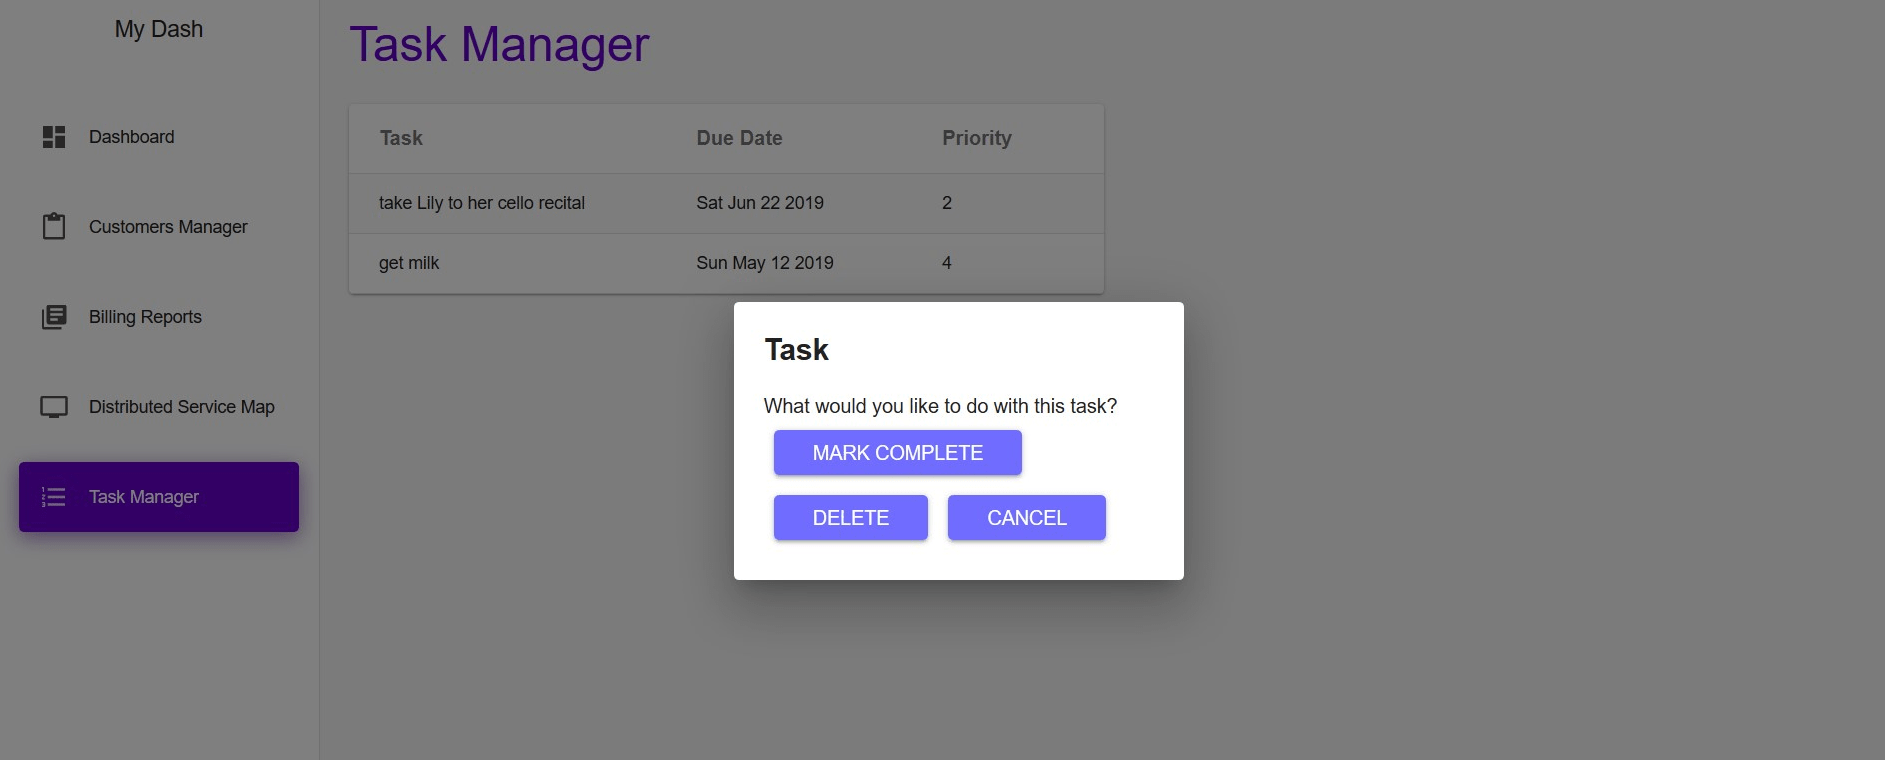 My Dash
Dashboard
Customers Manager
Billing Reports
Distributed Service Map
Task Manager
Task Manager
Task Due Date Priority
take Lily to her cello recital Sat Jun 22 2019 2
get milk Sun May 12 2019 4
Task
What would you like to do with this task?
MARK COMPLETE
DELETE CANCEL